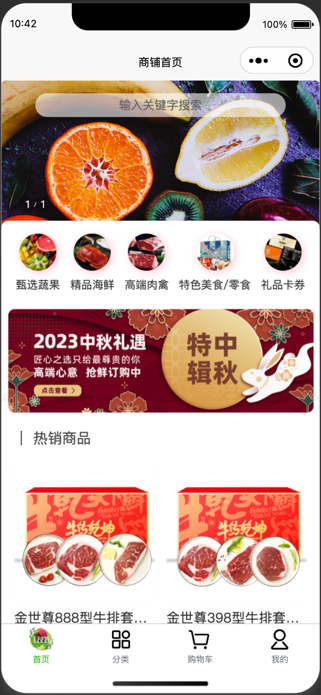 10:42
100%
商铺首页
输入关键字搜索
1 / 1
甄选蔬果
精品海鲜
高端肉禽
特色美食/零食
礼品卡券
2023中秋礼遇
匠心之选只给最尊贵的你
高端心意 抢鲜订购中
点击查看 >
特中
辑秋
热销商品
牛转乾坤
牛转乾坤
金世尊888型牛排套...
金世尊398型牛排套...
首页
分类
购物车
我的